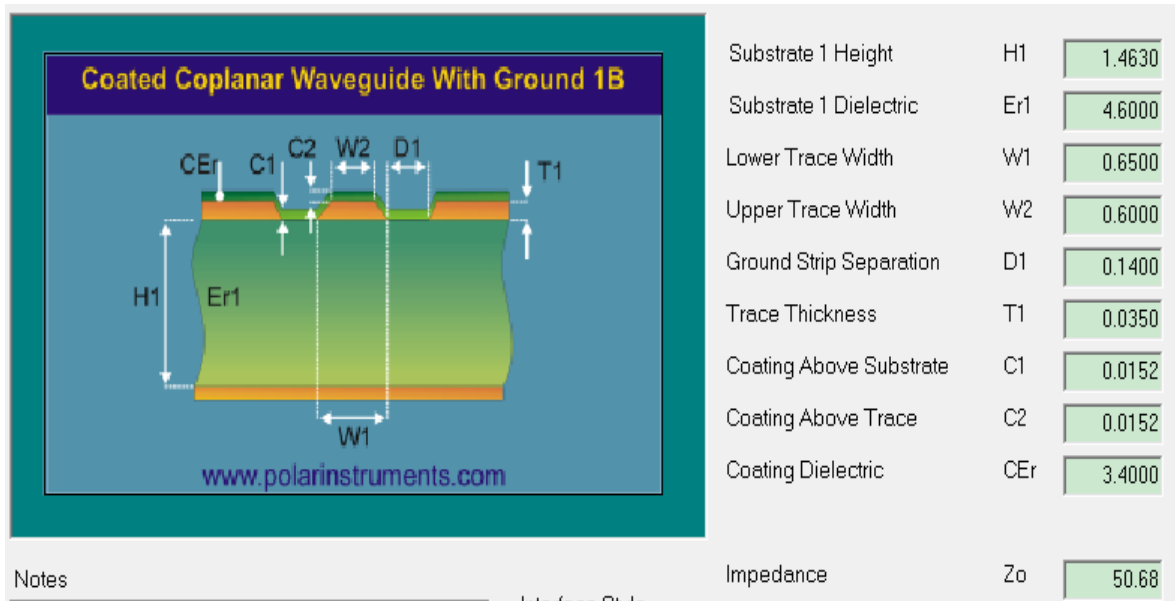 Coated Coplanar Waveguide With Ground 1B
CEr C1 C2 W2 D1 T1
H1 Er1
W1
www.polarinstruments.com
Substrate 1 Height H1 1.4630
Substrate 1 Dielectric Er1 4.6000
Lower Trace Width W1 0.6500
Upper Trace Width W2 0.6000
Ground Strip Separation D1 0.1400
Trace Thickness T1 0.0350
Coating Above Substrate C1 0.0152
Coating Above Trace C2 0.0152
Coating Dielectric CEr 3.4000
Impedance Zo 50.68
Notes